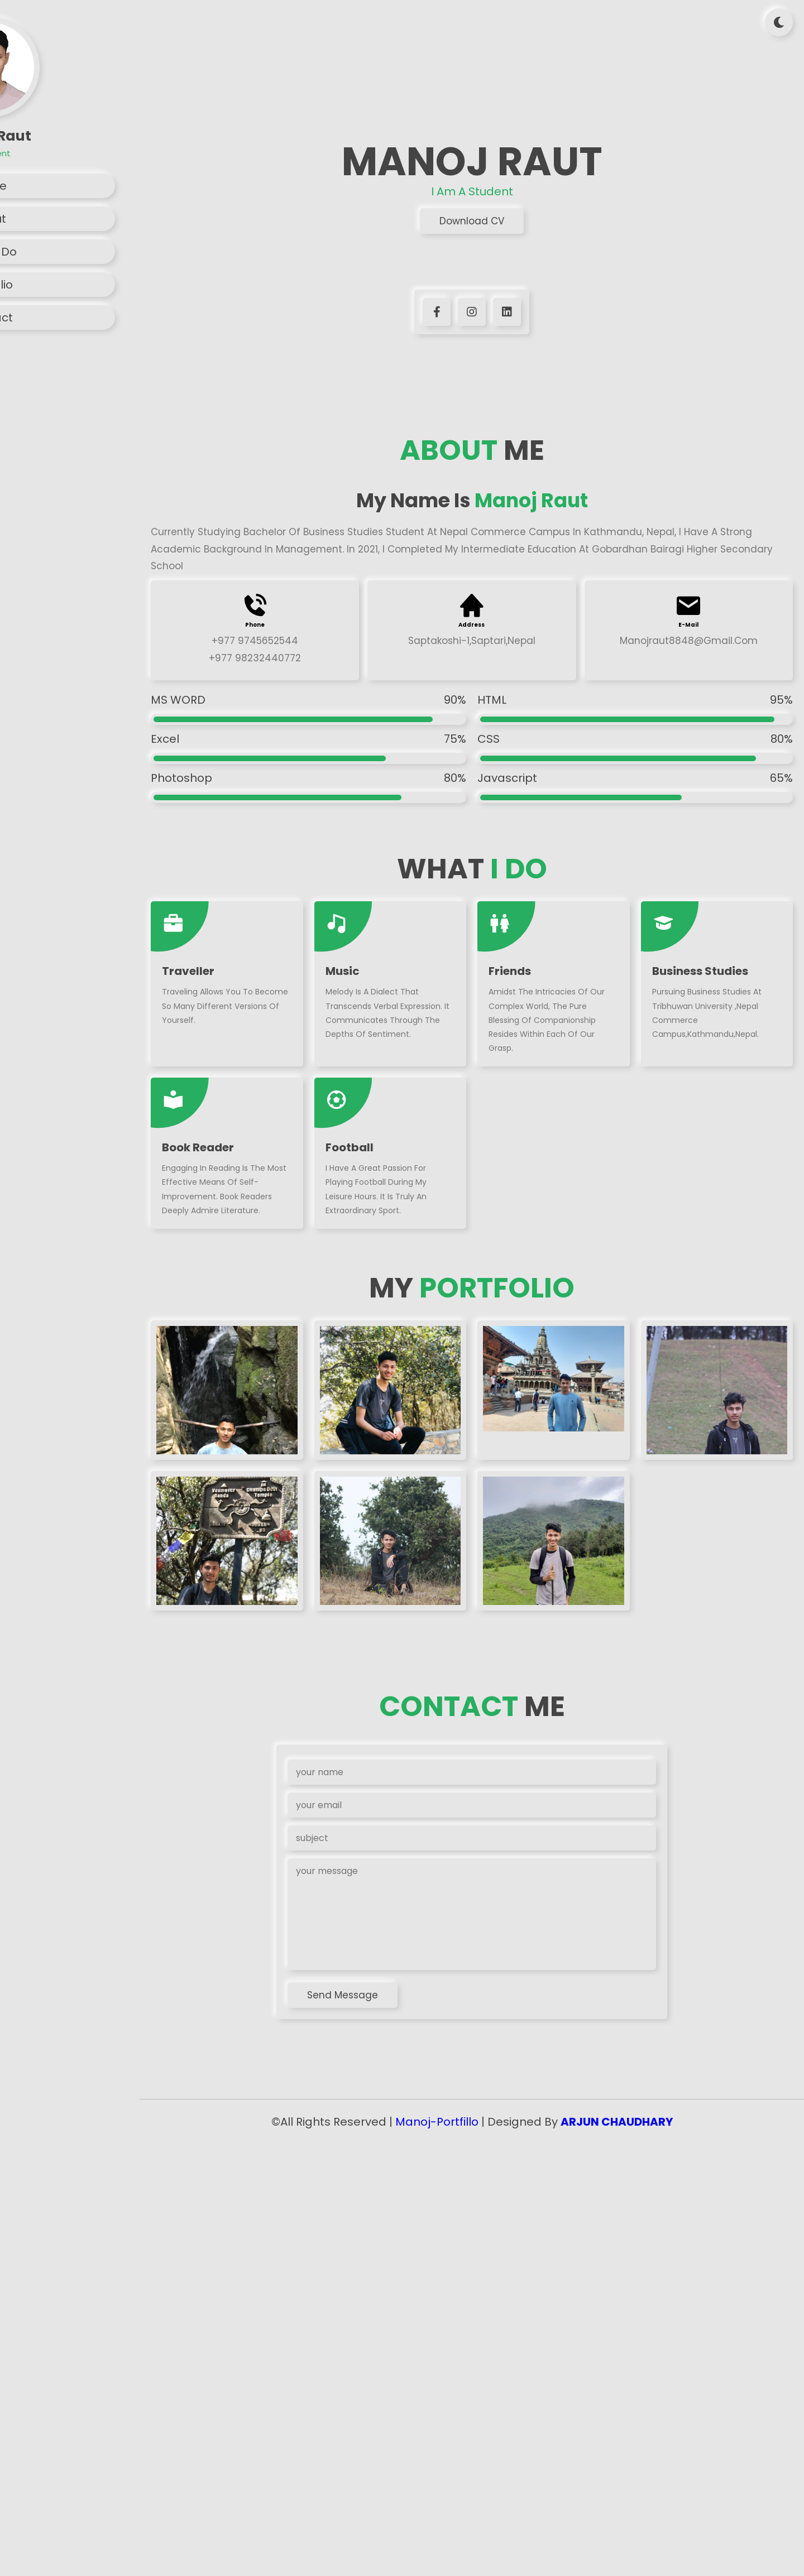 Raut
MANOJ RAUT
I Am A Student
Download CV
Do
ABOUT ME
My Name Is Manoj Raut
Currently Studying Bachelor Of Business Studies Student At Nepal Commerce Campus In Kathmandu, Nepal, I Have A Strong
Academic Background In Management. In 2021, I Completed My Intermediate Education At Gobardhan Bairagi Higher Secondary
School
Phone
+977 9745652544
+977 98232440772
Address
Saptakoshi-1,Saptari,Nepal
E-Mail
Manojraut8848@Gmail.Com
MS WORD 90%
HTML 95%
Excel 75%
CSS 80%
Photoshop 80%
Javascript 65%
WHAT I DO
Traveller
Traveling Allows You To Become
So Many Different Versions Of
Yourself.
Music
Melody Is A Dialect That
Transcends Verbal Expression. It
Communicates Through The
Depths Of Sentiment.
Friends
Amidst The Intricacies Of Our
Complex World, The Pure
Blessing Of Companionship
Resides Within Each Of Our
Grasp.
Business Studies
Pursuing Business Studies At
Tribhuwan University ,Nepal
Commerce
Campus,Kathmandu,Nepal.
Book Reader
Engaging In Reading Is The Most
Effective Means Of Self-
Improvement. Book Readers
Deeply Admire Literature.
Football
I Have A Great Passion For
Playing Football During My
Leisure Hours. It Is Truly An
Extraordinary Sport.
MY PORTFOLIO
CONTACT ME
your name
your email
subject
your message
Send Message
©All Rights Reserved | Manoj-Portfillo | Designed By ARJUN CHAUDHARY